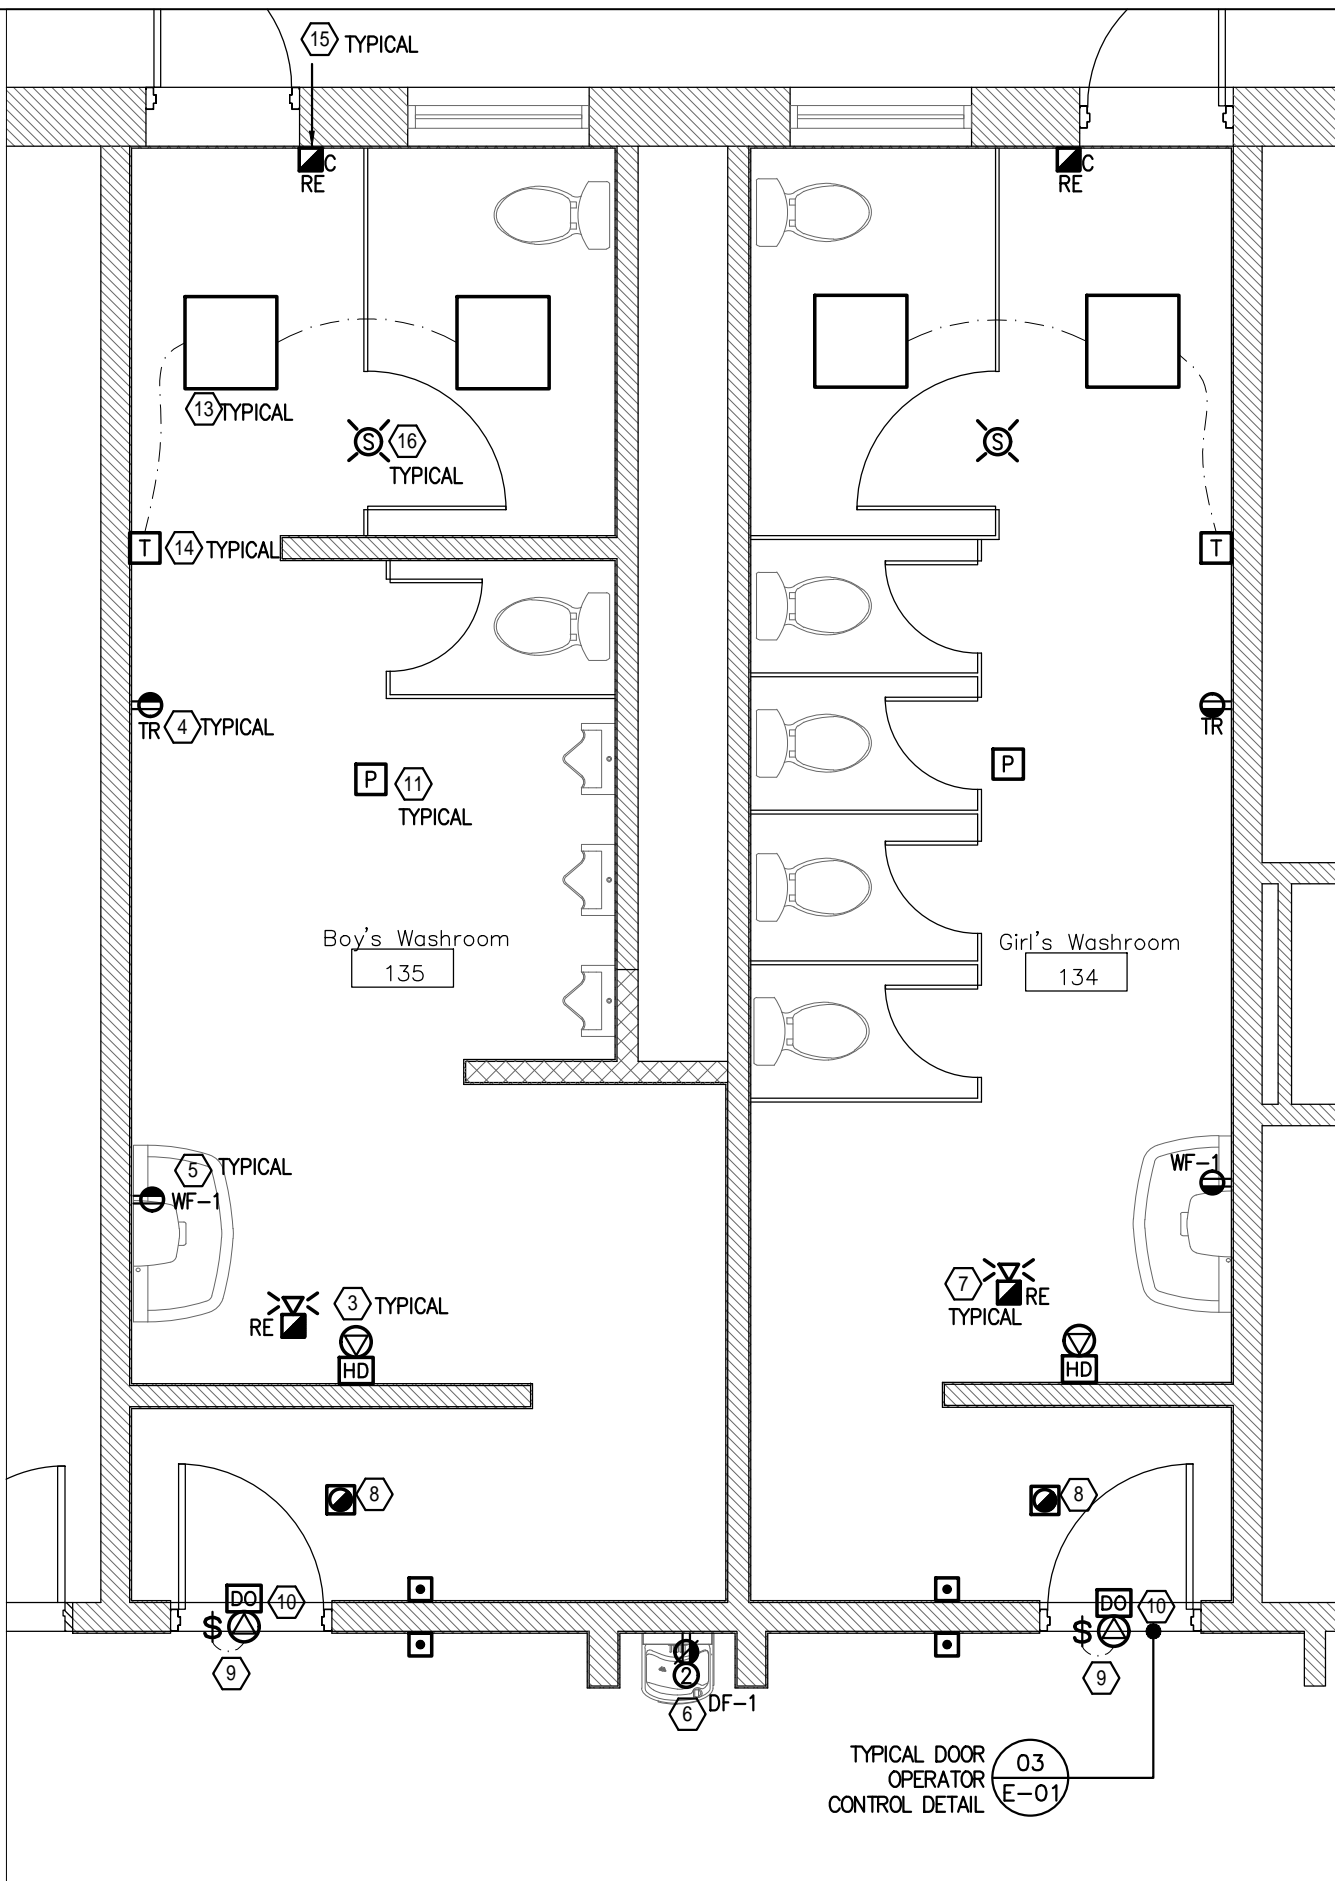 15 TYPICAL
C
RE
C
RE
13 TYPICAL
S 16
TYPICAL
S
T 14 TYPICAL
T
TR 4 TYPICAL
TR
P 11
TYPICAL
P
Boy's Washroom
135
Girl's Washroom
134
5 TYPICAL
WF-1
WF-1
RE
3 TYPICAL
HD
7
TYPICAL
RE
HD
8
8
DO 10
$
9
DO 10
$
9
2
6 DF-1
TYPICAL DOOR
OPERATOR
CONTROL DETAIL
03
E-01